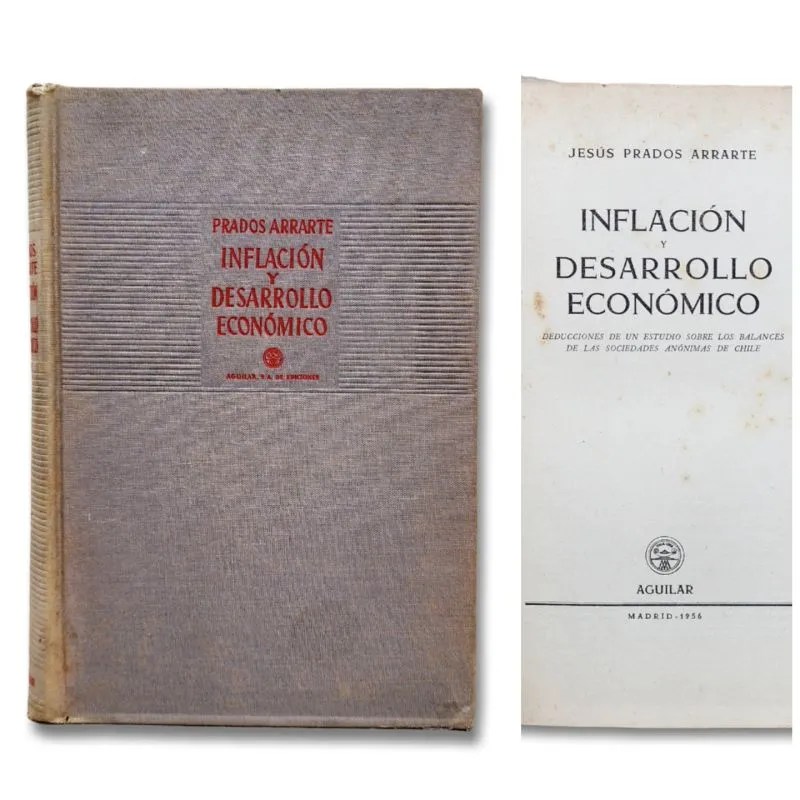 PRADOS ARRARTE
INFLACIÓN
Y
DESARROLLO
ECONÓMICO
AGUILAR, S. A. DE EDICIONES
JESÚS PRADOS ARRARTE
INFLACIÓN
Y
DESARROLLO
ECONÓMICO
DEDUCCIONES DE UN ESTUDIO SOBRE LOS BALANCES
DE LAS SOCIEDADES ANÓNIMAS DE CHILE
AGUILAR
MADRID - 1956